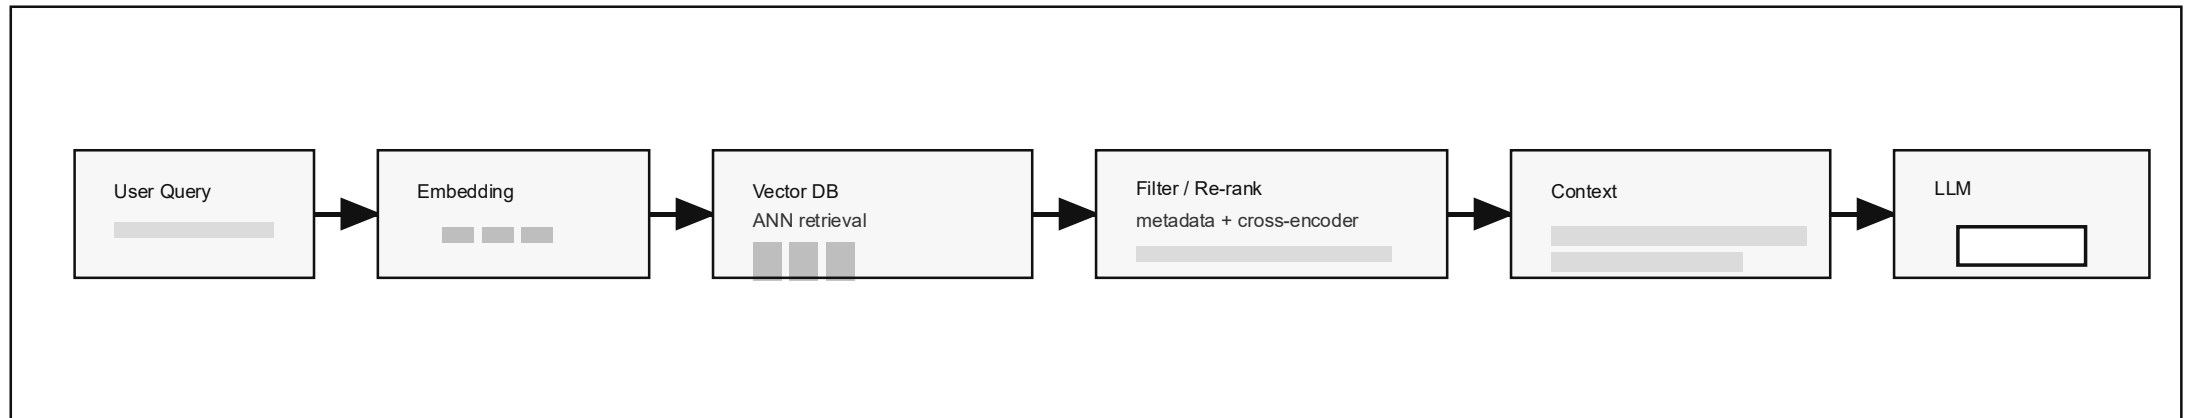 User Query
Embedding
Vector DB
ANN retrieval
Filter / Re-rank
metadata + cross-encoder
Context
LLM